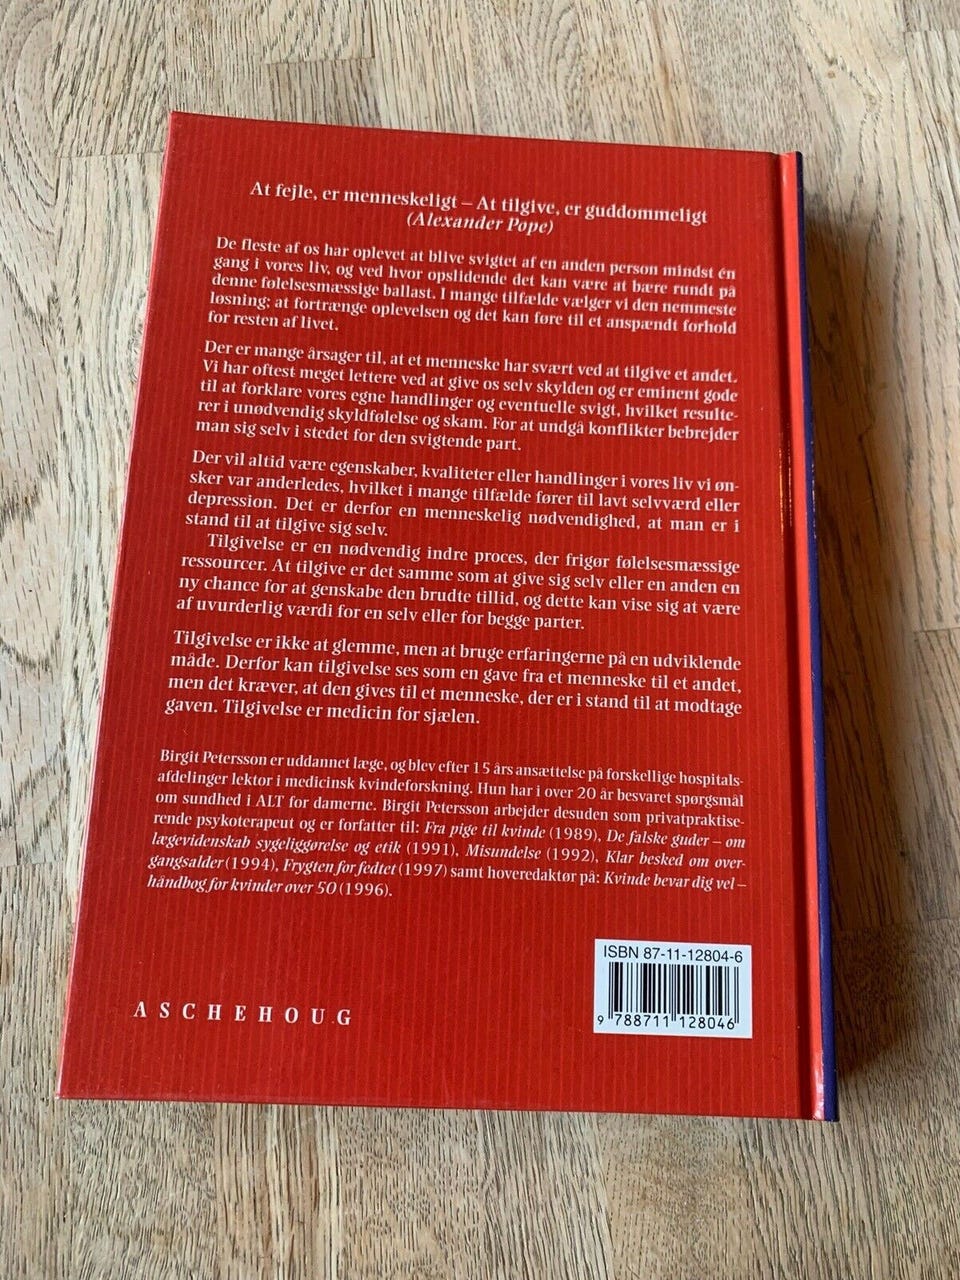 At fejle, er menneskeligt – At tilgive, er guddommeligt
(Alexander Pope)
De fleste af os har oplevet at blive svigtet af en anden person mindst én
gang i vores liv, og ved hvor opslidende det kan være at bære rundt på
denne følelsesmæssige ballast. I mange tilfælde vælger vi den nemmeste
løsning; at fortrænge oplevelsen og det kan føre til et anspændt forhold
for resten af livet.
Der er mange årsager til, at et menneske har svært ved at tilgive et andet.
Vi har oftest meget lettere ved at give os selv skylden og er eminent gode
til at forklare vores egne handlinger og eventuelle svigt, hvilket resulte-
rer i unødvendig skyldfølelse og skam. For at undgå konflikter bebrejder
man sig selv i stedet for den svigtende part.
Der vil altid være egenskaber, kvaliteter eller handlinger i vores liv vi øn-
sker var anderledes, hvilket i mange tilfælde fører til lavt selvværd eller
depression. Det er derfor en menneskelig nødvendighed, at man er i
stand til at tilgive sig selv.
Tilgivelse er en nødvendig indre proces, der frigør følelsesmæssige
ressourcer. At tilgive er det samme som at give sig selv eller en anden en
ny chance for at genskabe den brudte tillid, og dette kan vise sig at være
af uvurderlig værdi for en selv eller for begge parter.
Tilgivelse er ikke at glemme, men at bruge erfaringerne på en udviklende
måde. Derfor kan tilgivelse ses som en gave fra et menneske til et andet,
men det kræver, at den gives til et menneske, der er i stand til at modtage
gaven. Tilgivelse er medicin for sjælen.
Birgit Petersson er uddannet læge, og blev efter 15 års ansættelse på forskellige hospitals-
afdelinger lektor i medicinsk kvindeforskning. Hun har i over 20 år besvaret spørgsmål
om sundhed i ALT for damerne. Birgit Petersson arbejder desuden som privatpraktise-
rende psykoterapeut og er forfatter til: Fra pige til kvinde (1989), De falske guder – om
lægevidenskab sygeliggørelse og etik (1991), Misundelse (1992), Klar besked om over-
gangsalder (1994), Frygten for fedtet (1997) samt hoveredaktør på: Kvinde bevar dig vel –
håndbog for kvinder over 50 (1996).
ISBN 87-11-12804-6
9 788711 128046
ASCHEHOUG